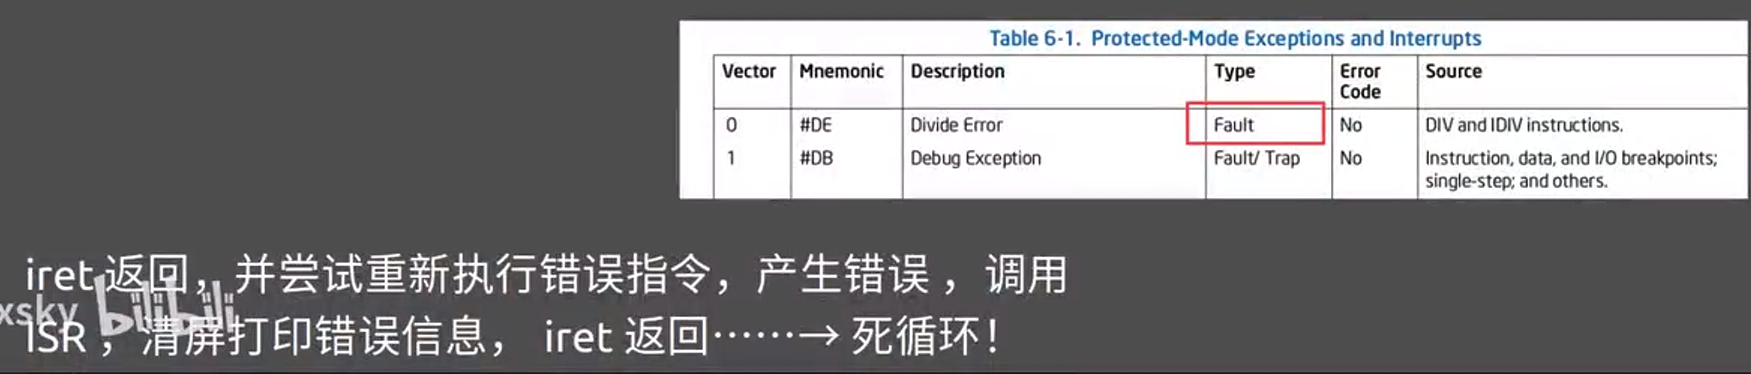 Table 6-1. Protected-Mode Exceptions and Interrupts
Vector Mnemonic Description Type Error Code Source
0 #DE Divide Error Fault No DIV and IDIV instructions.
1 #DB Debug Exception Fault/ Trap No Instruction, data, and I/O breakpoints;
single-step; and others.
iret 返回，并尝试重新执行错误指令，产生错误 ，调用
xsky bilibili
ISR ，清屏打印错误信息， iret 返回……→ 死循环！